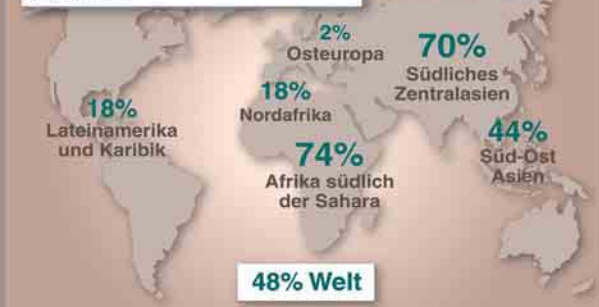 2%
Osteuropa
70%
Südliches
Zentralasien
18%
Nordafrika
18%
Lateinamerika
und Karibik
44%
Süd-Ost
Asien
74%
Afrika südlich
der Sahara
48% Welt